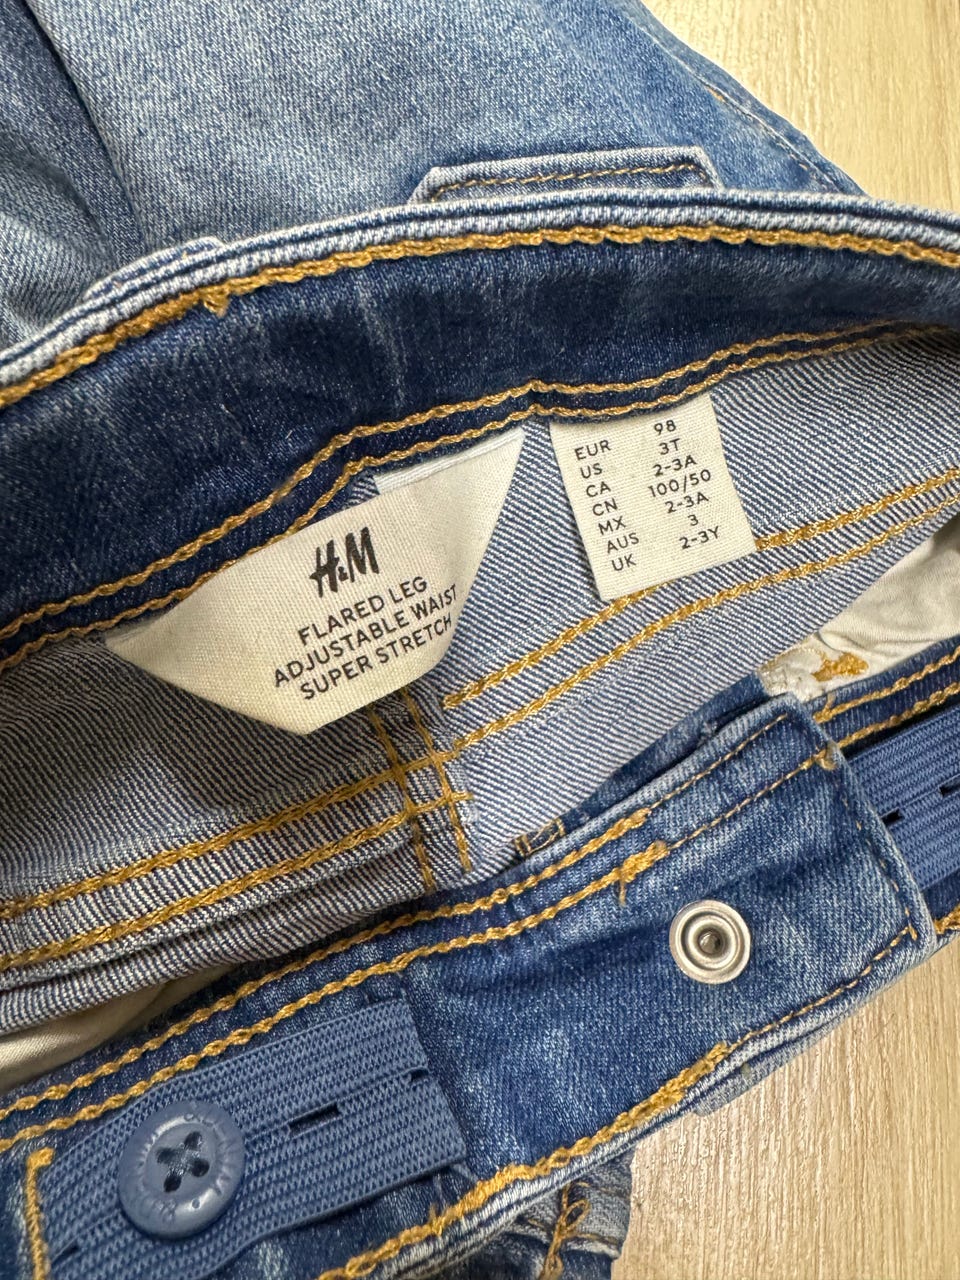 H&M
FLARED LEG
ADJUSTABLE WAIST
SUPER STRETCH
EUR 98
US 3T
CA 2-3A
CN 100/50
MX 2-3A
AUS 3
UK 2-3Y